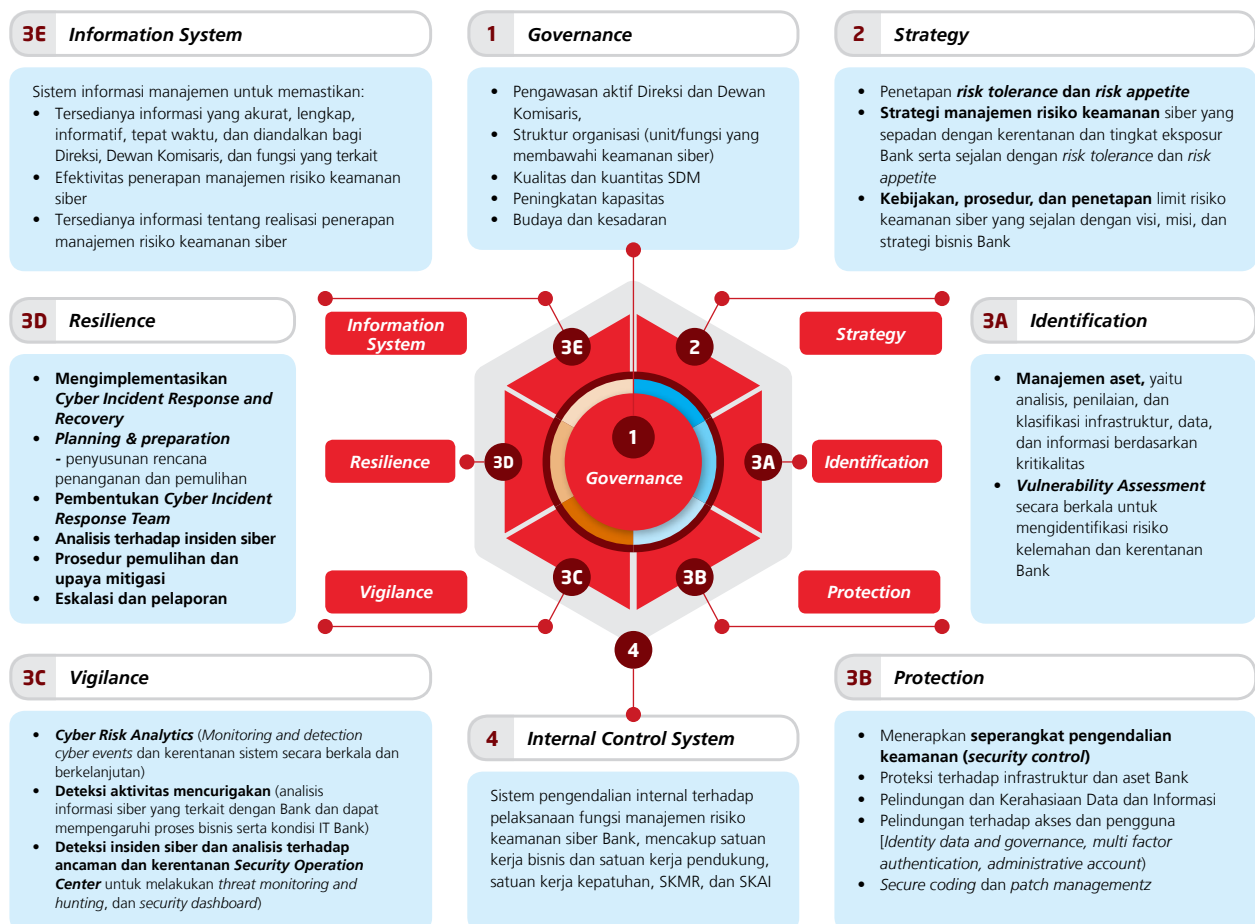 3E Information System
Sistem informasi manajemen untuk memastikan:
• Tersedianya informasi yang akurat, lengkap,
informatif, tepat waktu, dan diandalkan bagi
Direksi, Dewan Komisaris, dan fungsi yang terkait
• Efektivitas penerapan manajemen risiko keamanan
siber
• Tersedianya informasi tentang realisasi penerapan
manajemen risiko keamanan siber
1 Governance
• Pengawasan aktif Direksi dan Dewan
Komisaris,
• Struktur organisasi (unit/fungsi yang
membawahi keamanan siber)
• Kualitas dan kuantitas SDM
• Peningkatan kapasitas
• Budaya dan kesadaran
2 Strategy
• Penetapan risk tolerance dan risk appetite
• Strategi manajemen risiko keamanan siber yang
sepadan dengan kerentanan dan tingkat eksposur
Bank serta sejalan dengan risk tolerance dan risk
appetite
• Kebijakan, prosedur, dan penetapan limit risiko
keamanan siber yang sejalan dengan visi, misi, dan
strategi bisnis Bank
3D Resilience
• Mengimplementasikan
Cyber Incident Response and
Recovery
• Planning & preparation
- penyusunan rencana
penanganan dan pemulihan
• Pembentukan Cyber Incident
Response Team
• Analisis terhadap insiden siber
• Prosedur pemulihan dan
upaya mitigasi
• Eskalasi dan pelaporan
Information
System
3E
2
Strategy
Resilience
3D
1
Governance
3A
Identification
Vigilance
3C
3B
Protection
4
3A Identification
• Manajemen aset, yaitu
analisis, penilaian, dan
klasifikasi infrastruktur, data,
dan informasi berdasarkan
kritikalitas
• Vulnerability Assessment
secara berkala untuk
mengidentifikasi risiko
kelemahan dan kerentanan
Bank
3C Vigilance
• Cyber Risk Analytics (Monitoring and detection
cyber events dan kerentanan sistem secara berkala dan
berkelanjutan)
• Deteksi aktivitas mencurigakan (analisis
informasi siber yang terkait dengan Bank dan dapat
mempengaruhi proses bisnis serta kondisi IT Bank)
• Deteksi insiden siber dan analisis terhadap
ancaman dan kerentanan Security Operation
Center untuk melakukan threat monitoring and
hunting, dan security dashboard)
4 Internal Control System
Sistem pengendalian internal terhadap
pelaksanaan fungsi manajemen risiko
keamanan siber Bank, mencakup satuan
kerja bisnis dan satuan kerja pendukung,
satuan kerja kepatuhan, SKMR, dan SKAI
3B Protection
• Menerapkan seperangkat pengendalian
keamanan (security control)
• Proteksi terhadap infrastruktur dan aset Bank
• Pelindungan dan Kerahasiaan Data dan Informasi
• Pelindungan terhadap akses dan pengguna
[Identity data and governance, multi factor
authentication, administrative account)
• Secure coding dan patch managementz